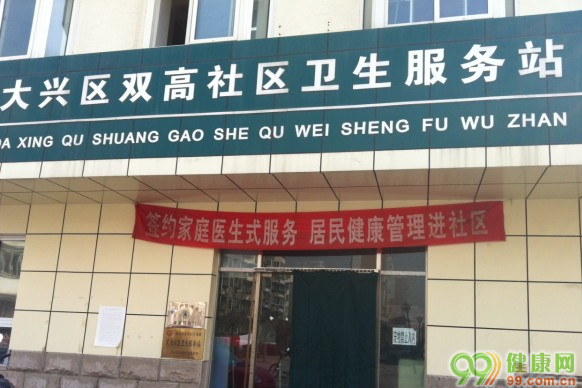 大兴区双高社区卫生服务站
DA XING QU SHUANG GAO SHE QU WEI SHENG FU WU ZHAN
签约家庭医生式服务 居民健康管理进社区
99健康网
99.com.cn